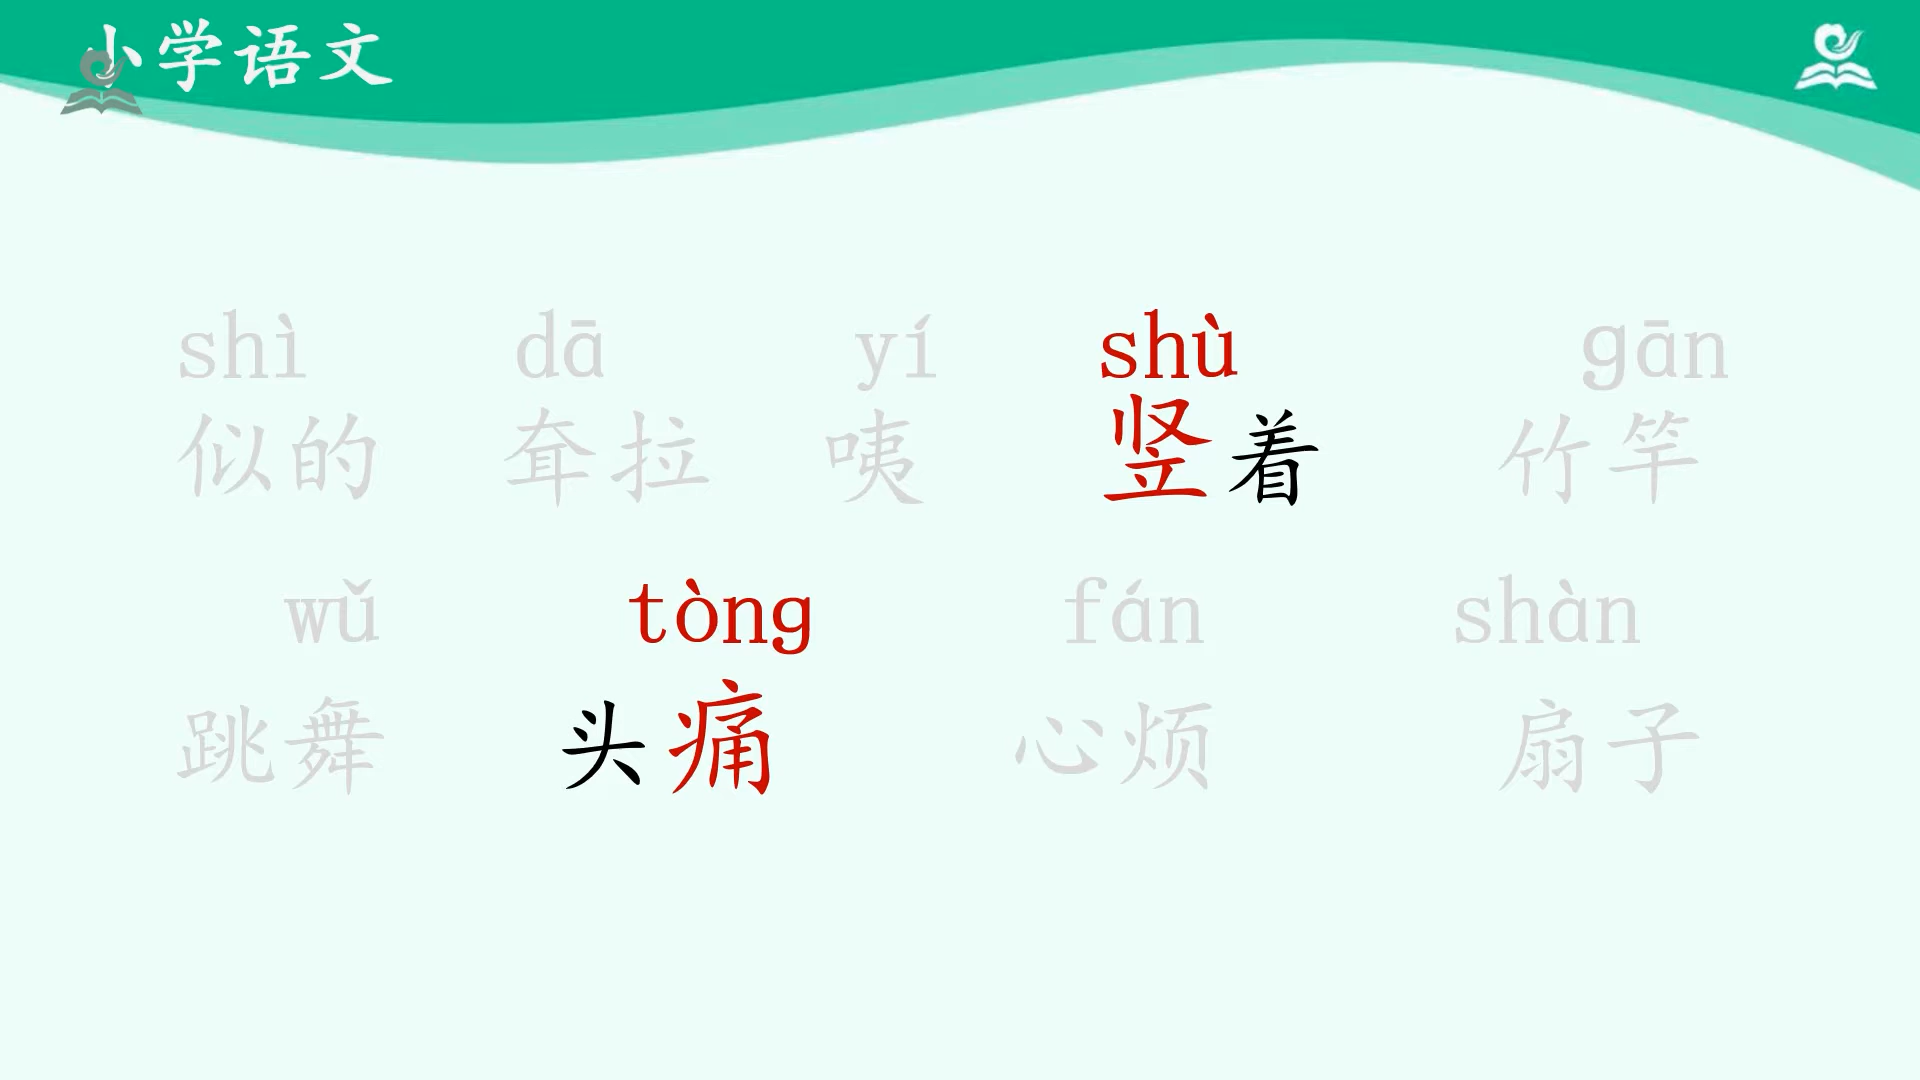 小学语文
shì dā yí shù gān
似的 耷拉 咦 竖着 竹竿
wǔ tòng fán shàn
跳舞 头痛 心烦 扇子